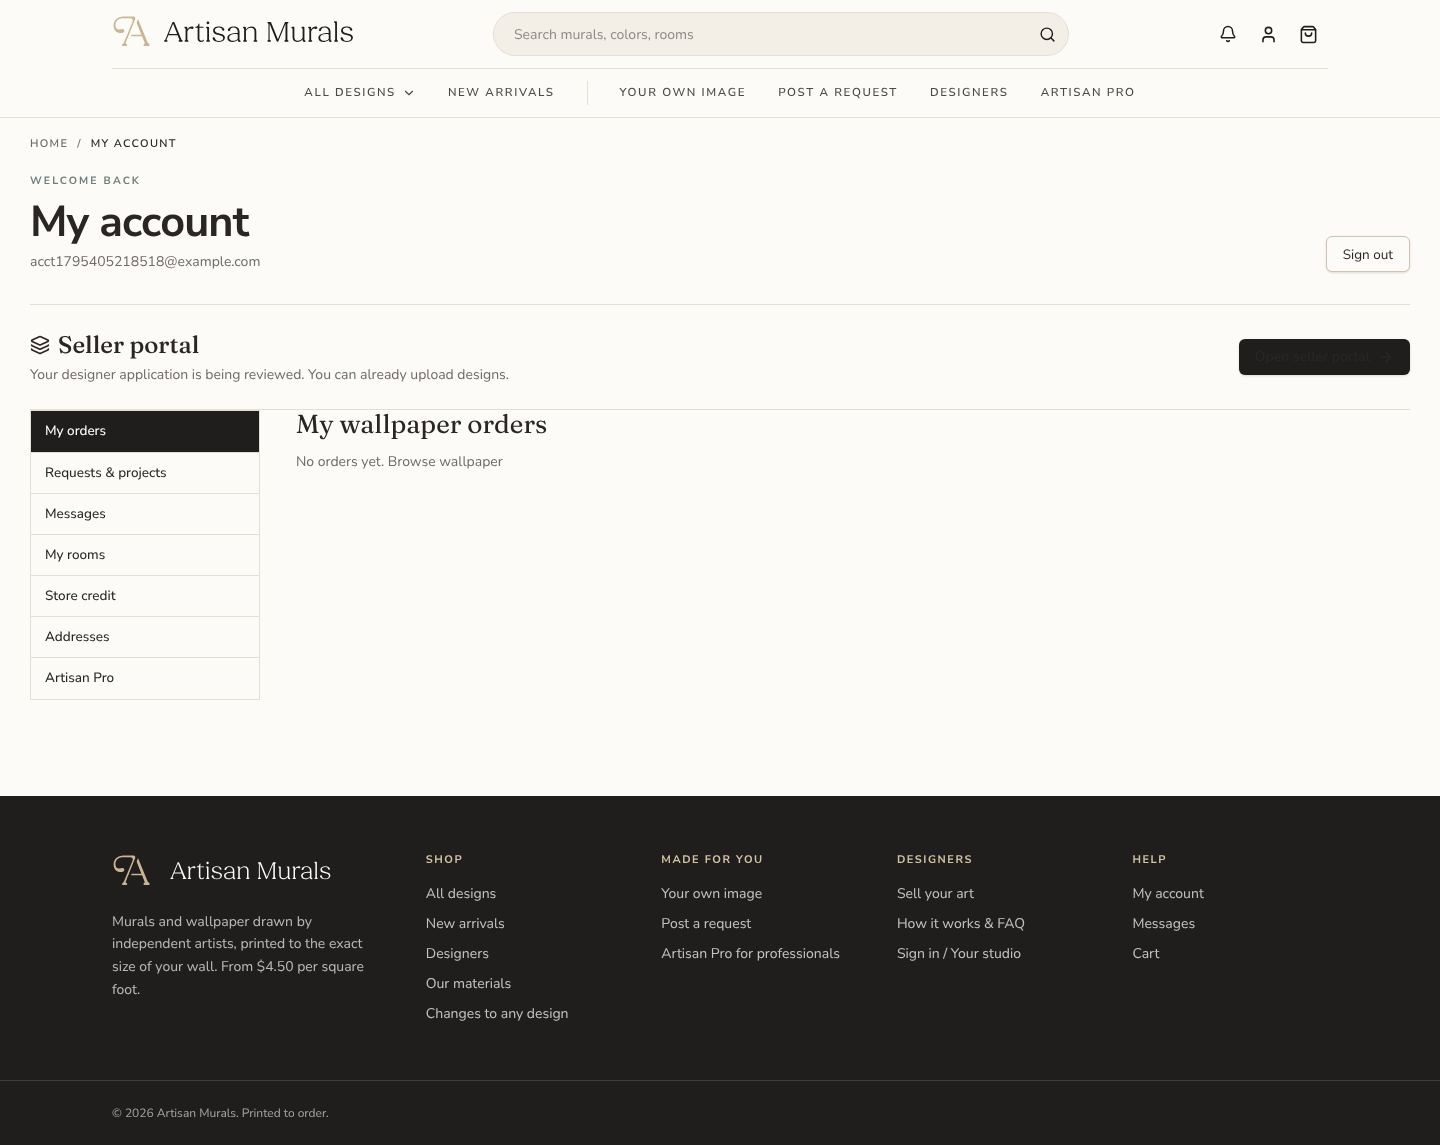 Artisan Murals
Search murals, colors, rooms
ALL DESIGNS
NEW ARRIVALS
YOUR OWN IMAGE
POST A REQUEST
DESIGNERS
ARTISAN PRO
HOME / MY ACCOUNT
WELCOME BACK
My account
acct1795405218518@example.com
Sign out
Seller portal
Your designer application is being reviewed. You can already upload designs.
Open seller portal
My orders
Requests & projects
Messages
My rooms
Store credit
Addresses
Artisan Pro
My wallpaper orders
No orders yet. Browse wallpaper
Artisan Murals
Murals and wallpaper drawn by
independent artists, printed to the exact
size of your wall. From $4.50 per square
foot.
SHOP
All designs
New arrivals
Designers
Our materials
Changes to any design
MADE FOR YOU
Your own image
Post a request
Artisan Pro for professionals
DESIGNERS
Sell your art
How it works & FAQ
Sign in / Your studio
HELP
My account
Messages
Cart
© 2026 Artisan Murals. Printed to order.